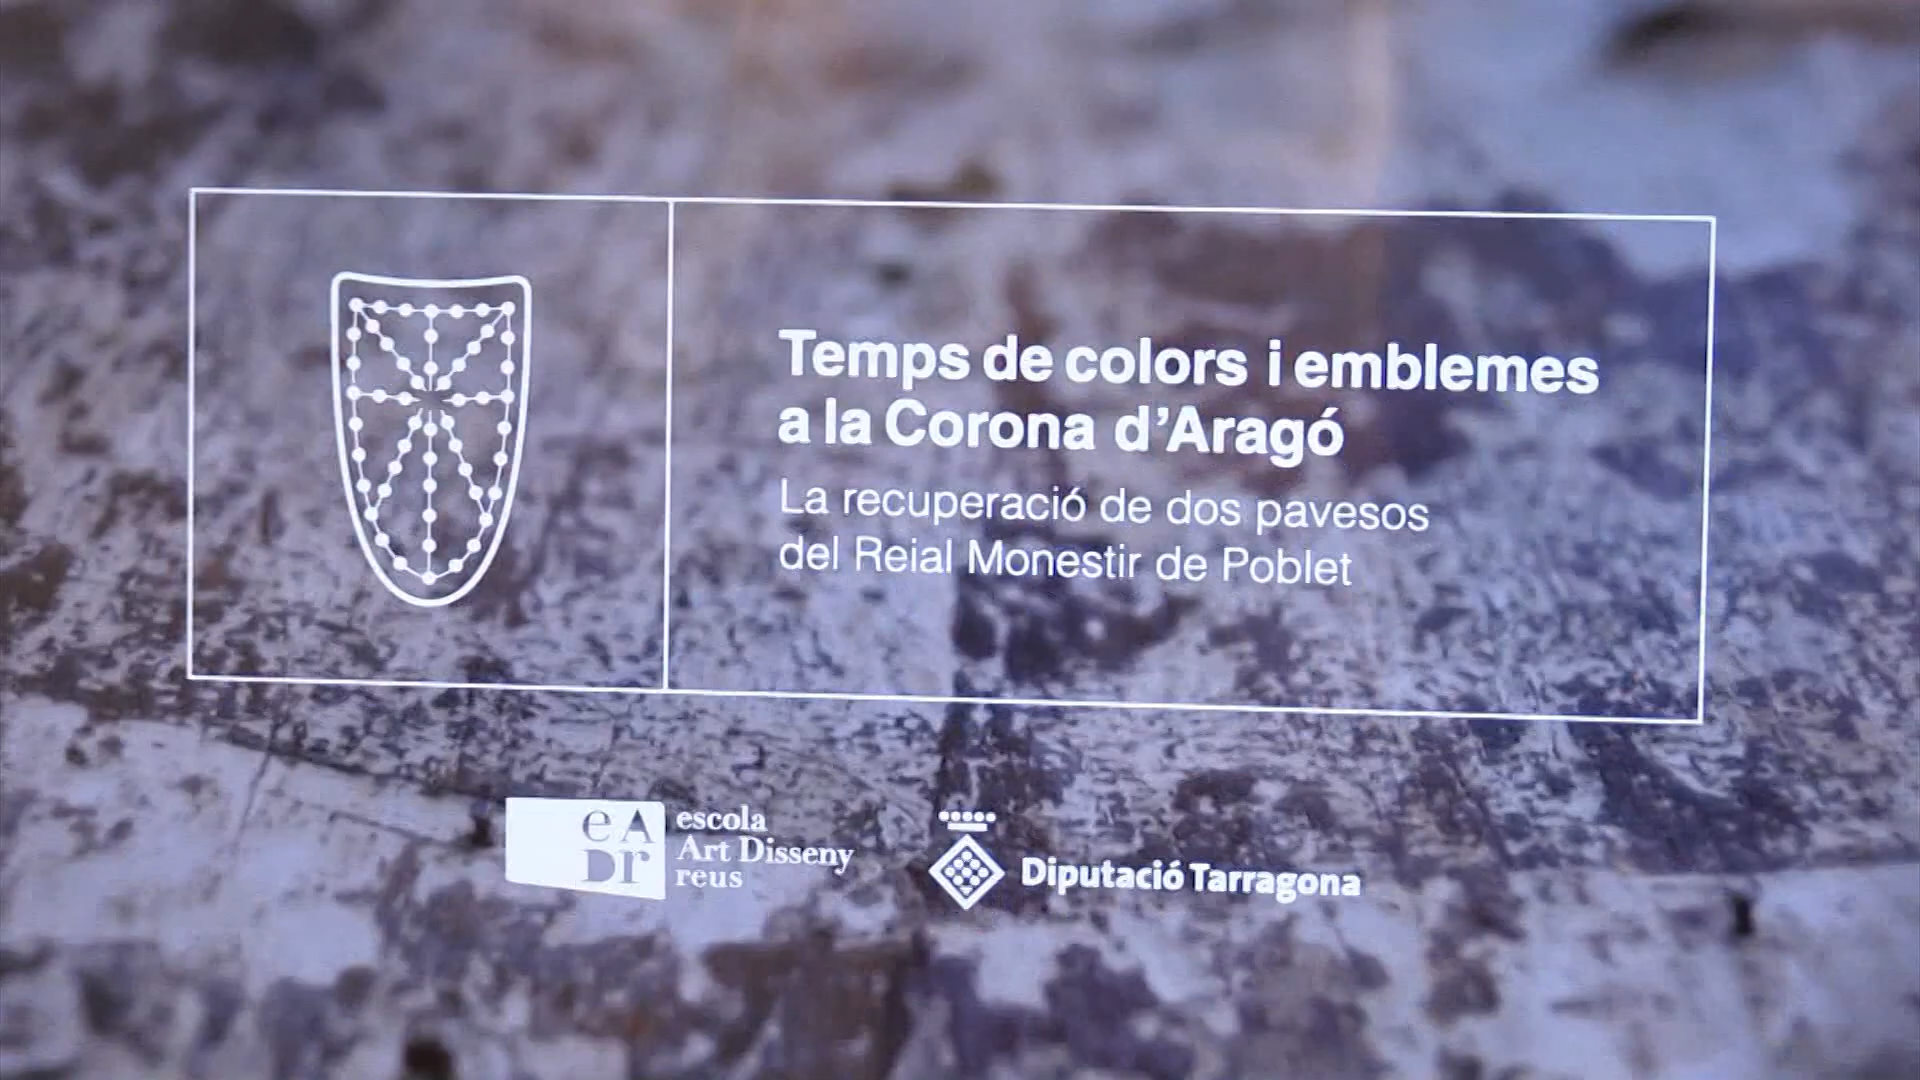 Temps de colors i emblemes
a la Corona d'Aragó
La recuperació de dos pavesos
del Reial Monestir de Poblet
eA
Dr
escola
Art Disseny
reus
Diputació Tarragona